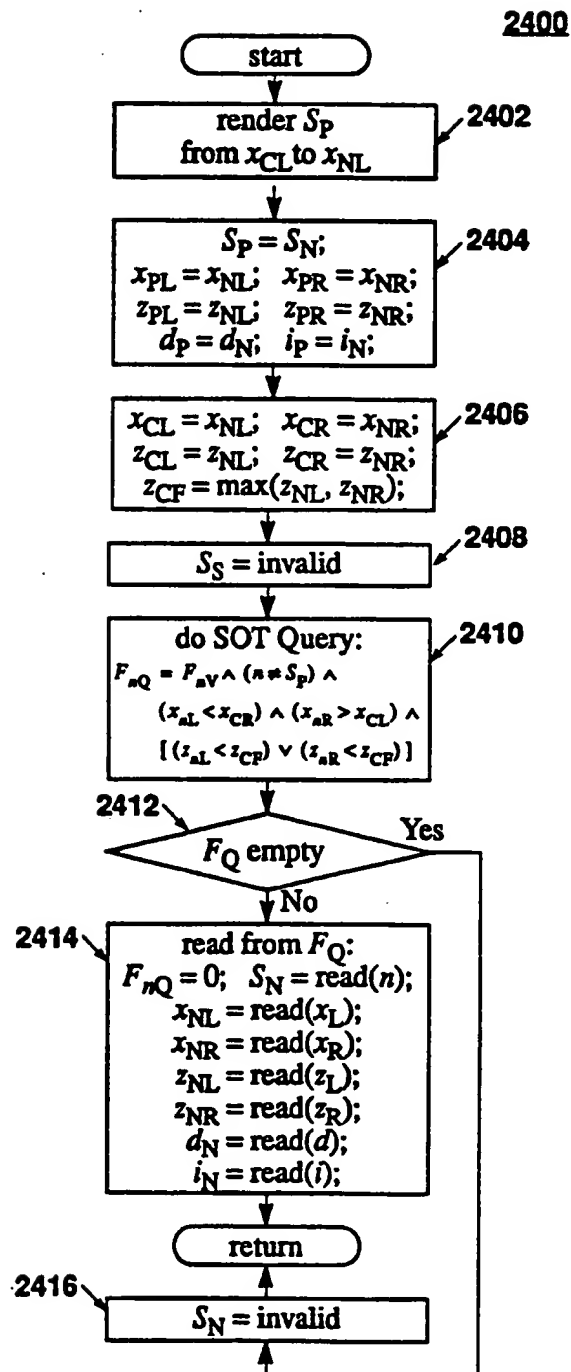 2400
start
render S_P
from x_CL to x_NL
2402
S_P = S_N;
x_PL = x_NL; x_PR = x_NR;
z_PL = z_NL; z_PR = z_NR;
d_P = d_N; i_P = i_N;
2404
x_CL = x_NL; x_CR = x_NR;
z_CL = z_NL; z_CR = z_NR;
z_CF = max(z_NL, z_NR);
2406
S_S = invalid
2408
do SOT Query:
F_nQ = F_nV ∧ (n ≠ S_P) ∧
(x_nL < x_CR) ∧ (x_nR > x_CL) ∧
[(z_nL < z_CF) ∨ (z_nR < z_CF)]
2410
2412
F_Q empty
Yes
No
2414
read from F_Q:
F_nQ = 0; S_N = read(n);
x_NL = read(x_L);
x_NR = read(x_R);
z_NL = read(z_L);
z_NR = read(z_R);
d_N = read(d);
i_N = read(i);
return
2416
S_N = invalid